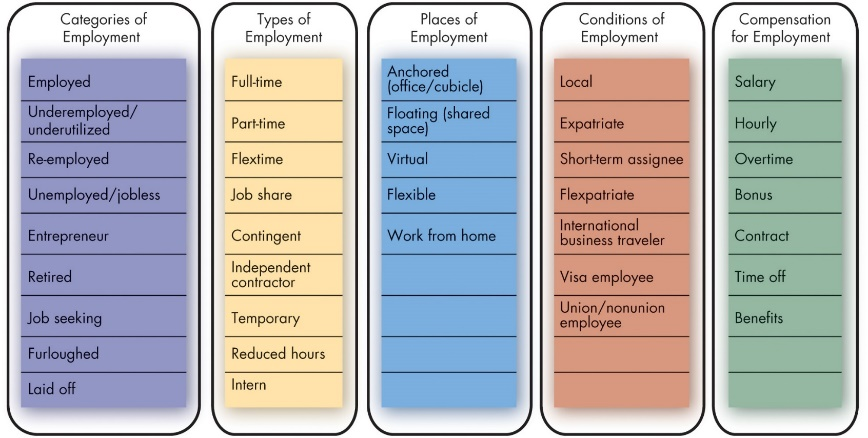 Categories of
Employment
Employed
Underemployed/
underutilized
Re-employed
Unemployed/jobless
Entrepreneur
Retired
Job seeking
Furloughed
Laid off
Types of
Employment
Full-time
Part-time
Flextime
Job share
Contingent
Independent
contractor
Temporary
Reduced hours
Intern
Places of
Employment
Anchored
(office/cubicle)
Floating (shared
space)
Virtual
Flexible
Work from home
Conditions of
Employment
Local
Expatriate
Short-term assignee
Flexpatriate
International
business traveler
Visa employee
Union/nonunion
employee
Compensation
for Employment
Salary
Hourly
Overtime
Bonus
Contract
Time off
Benefits